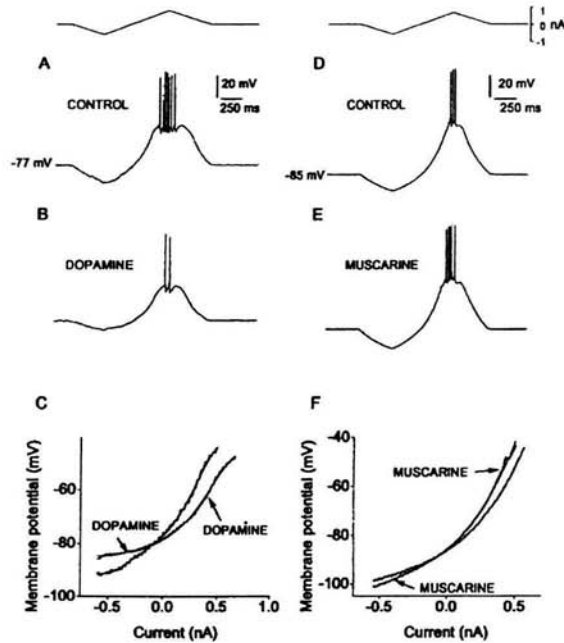 1
0 nA
-1
A
20 mV
250 ms
CONTROL
-77 mV
D
20 mV
250 ms
CONTROL
-85 mV
B
DOPAMINE
E
MUSCARINE
C
Membrane potential (mV)
-60
-80
-100
DOPAMINE
DOPAMINE
-0.5
0.0
0.5
1.0
Current (nA)
F
Membrane potential (mV)
-40
-60
-80
-100
MUSCARINE
MUSCARINE
-0.5
0.0
0.5
Current (nA)